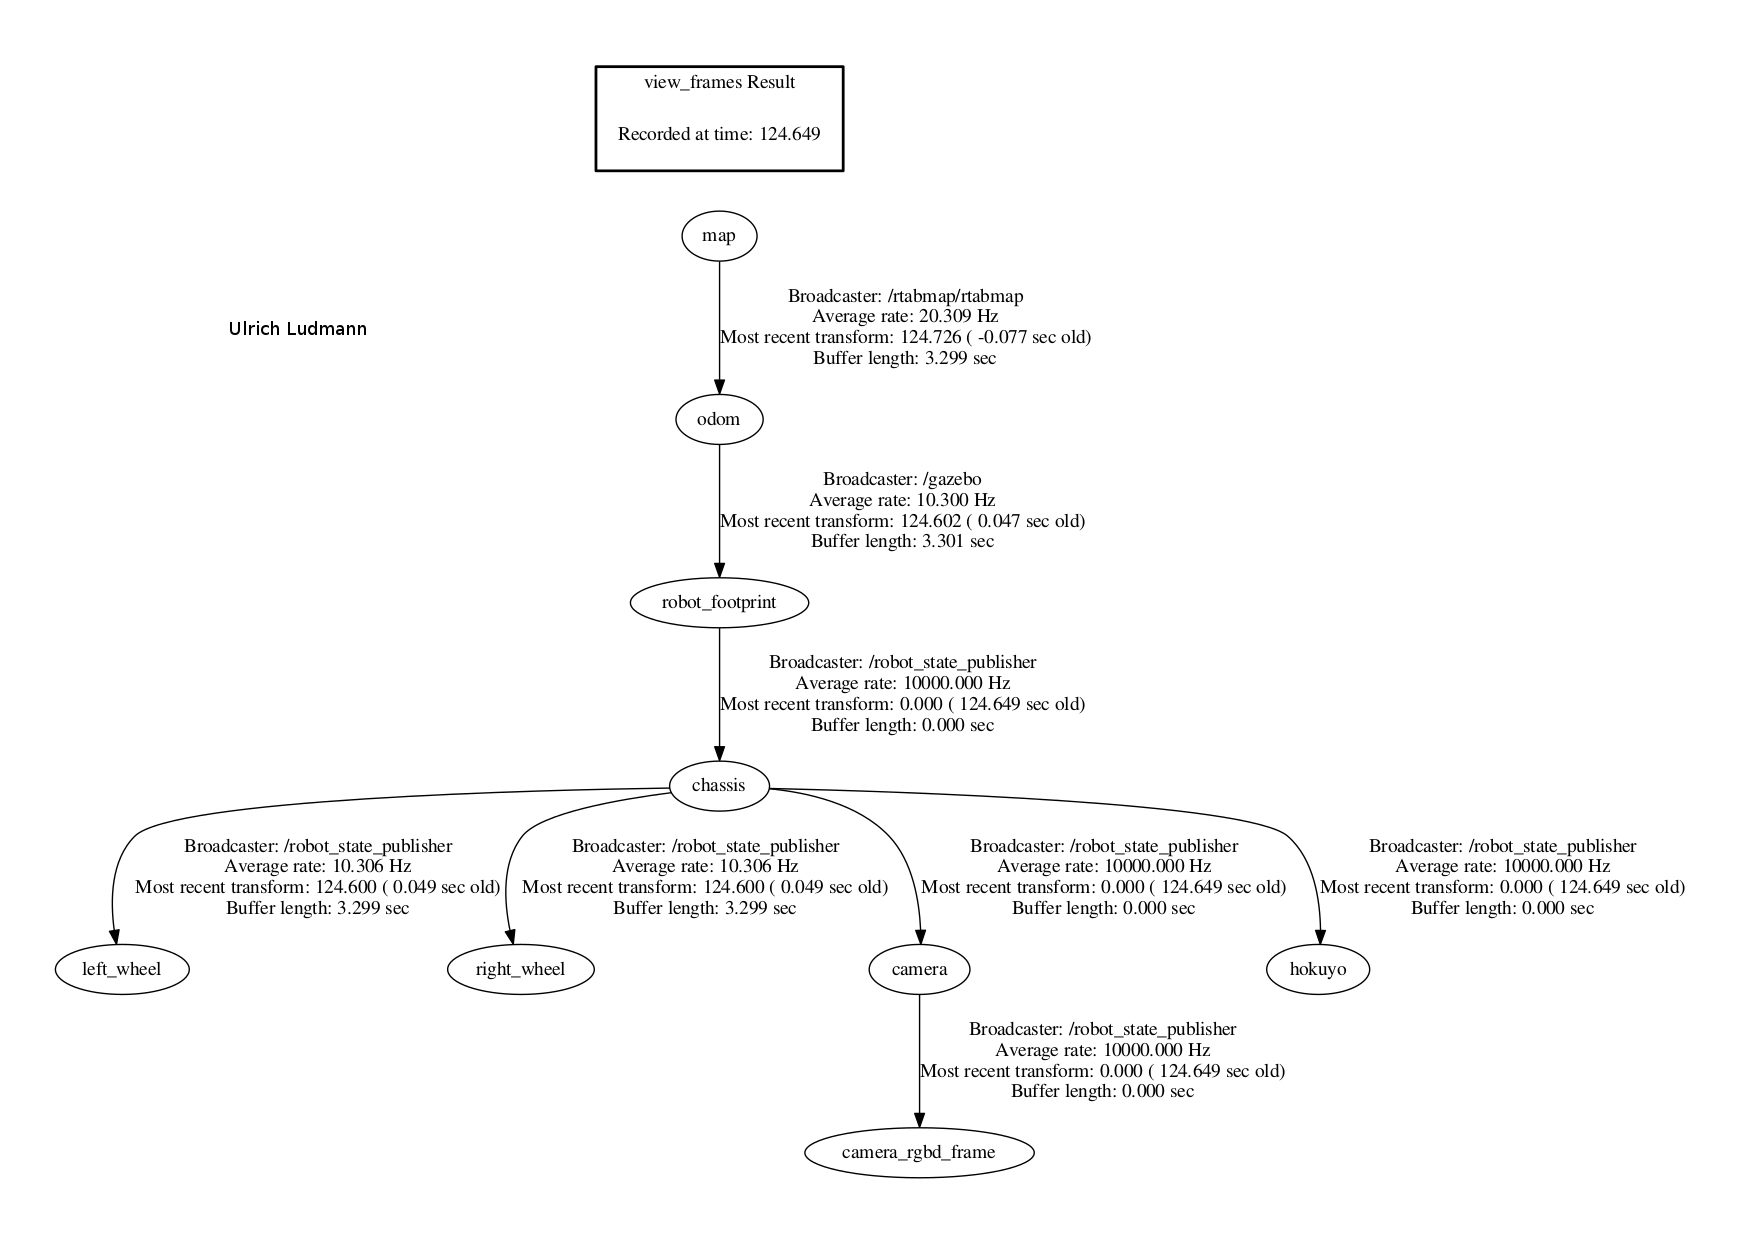 view_frames Result
Recorded at time: 124.649
map
Broadcaster: /rtabmap/rtabmap
Average rate: 20.309 Hz
Most recent transform: 124.726 ( -0.077 sec old)
Buffer length: 3.299 sec
Ulrich Ludmann
odom
Broadcaster: /gazebo
Average rate: 10.300 Hz
Most recent transform: 124.602 ( 0.047 sec old)
Buffer length: 3.301 sec
robot_footprint
Broadcaster: /robot_state_publisher
Average rate: 10000.000 Hz
Most recent transform: 0.000 ( 124.649 sec old)
Buffer length: 0.000 sec
chassis
Broadcaster: /robot_state_publisher
Average rate: 10.306 Hz
Most recent transform: 124.600 ( 0.049 sec old)
Buffer length: 3.299 sec
Broadcaster: /robot_state_publisher
Average rate: 10.306 Hz
Most recent transform: 124.600 ( 0.049 sec old)
Buffer length: 3.299 sec
Broadcaster: /robot_state_publisher
Average rate: 10000.000 Hz
Most recent transform: 0.000 ( 124.649 sec old)
Buffer length: 0.000 sec
Broadcaster: /robot_state_publisher
Average rate: 10000.000 Hz
Most recent transform: 0.000 ( 124.649 sec old)
Buffer length: 0.000 sec
left_wheel
right_wheel
camera
hokuyo
Broadcaster: /robot_state_publisher
Average rate: 10000.000 Hz
Most recent transform: 0.000 ( 124.649 sec old)
Buffer length: 0.000 sec
camera_rgbd_frame